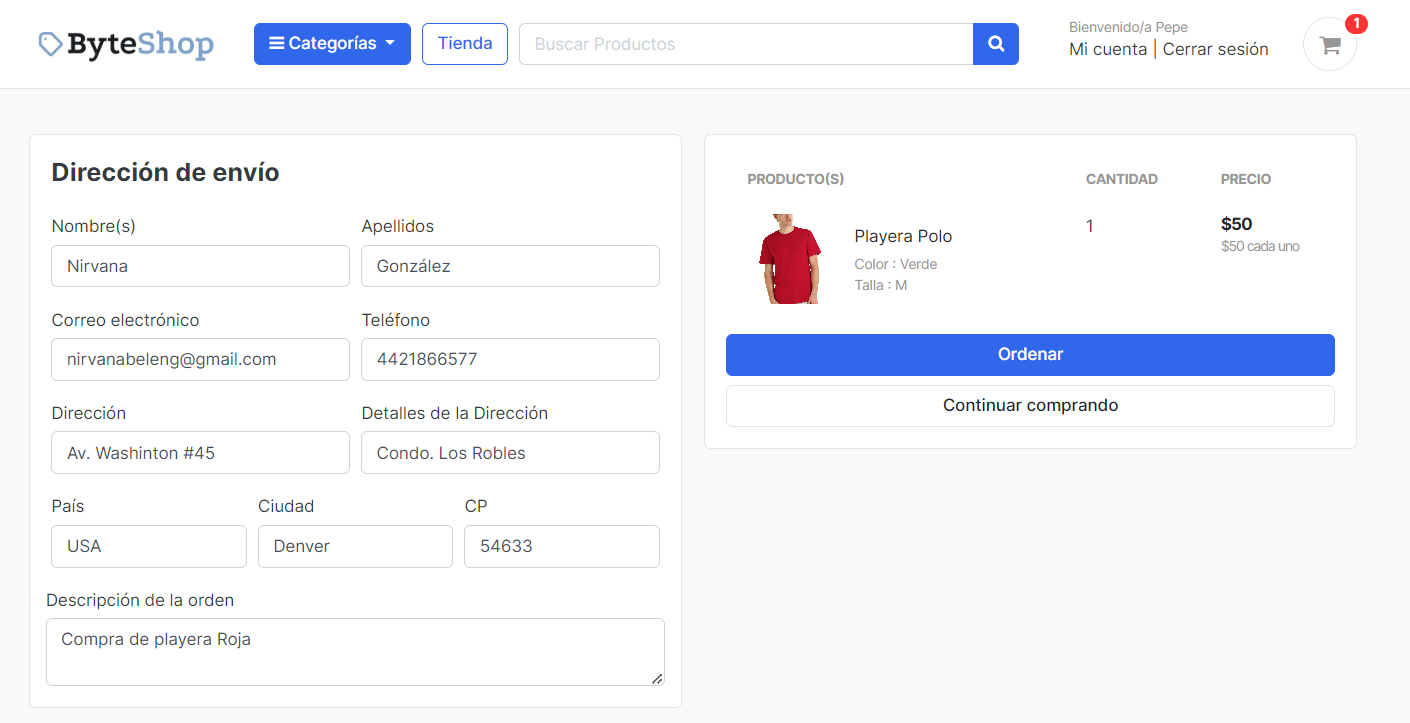 ByteShop
Categorías
Tienda
Buscar Productos
Bienvenido/a Pepe
Mi cuenta | Cerrar sesión
1
Dirección de envío
Nombre(s) Apellidos
Nirvana González
Correo electrónico Teléfono
nirvanabeleng@gmail.com 4421866577
Dirección Detalles de la Dirección
Av. Washinton #45 Condo. Los Robles
País Ciudad CP
USA Denver 54633
Descripción de la orden
Compra de playera Roja
PRODUCTO(S) CANTIDAD PRECIO
Playera Polo 1 $50
$50 cada uno
Color : Verde
Talla : M
Ordenar
Continuar comprando